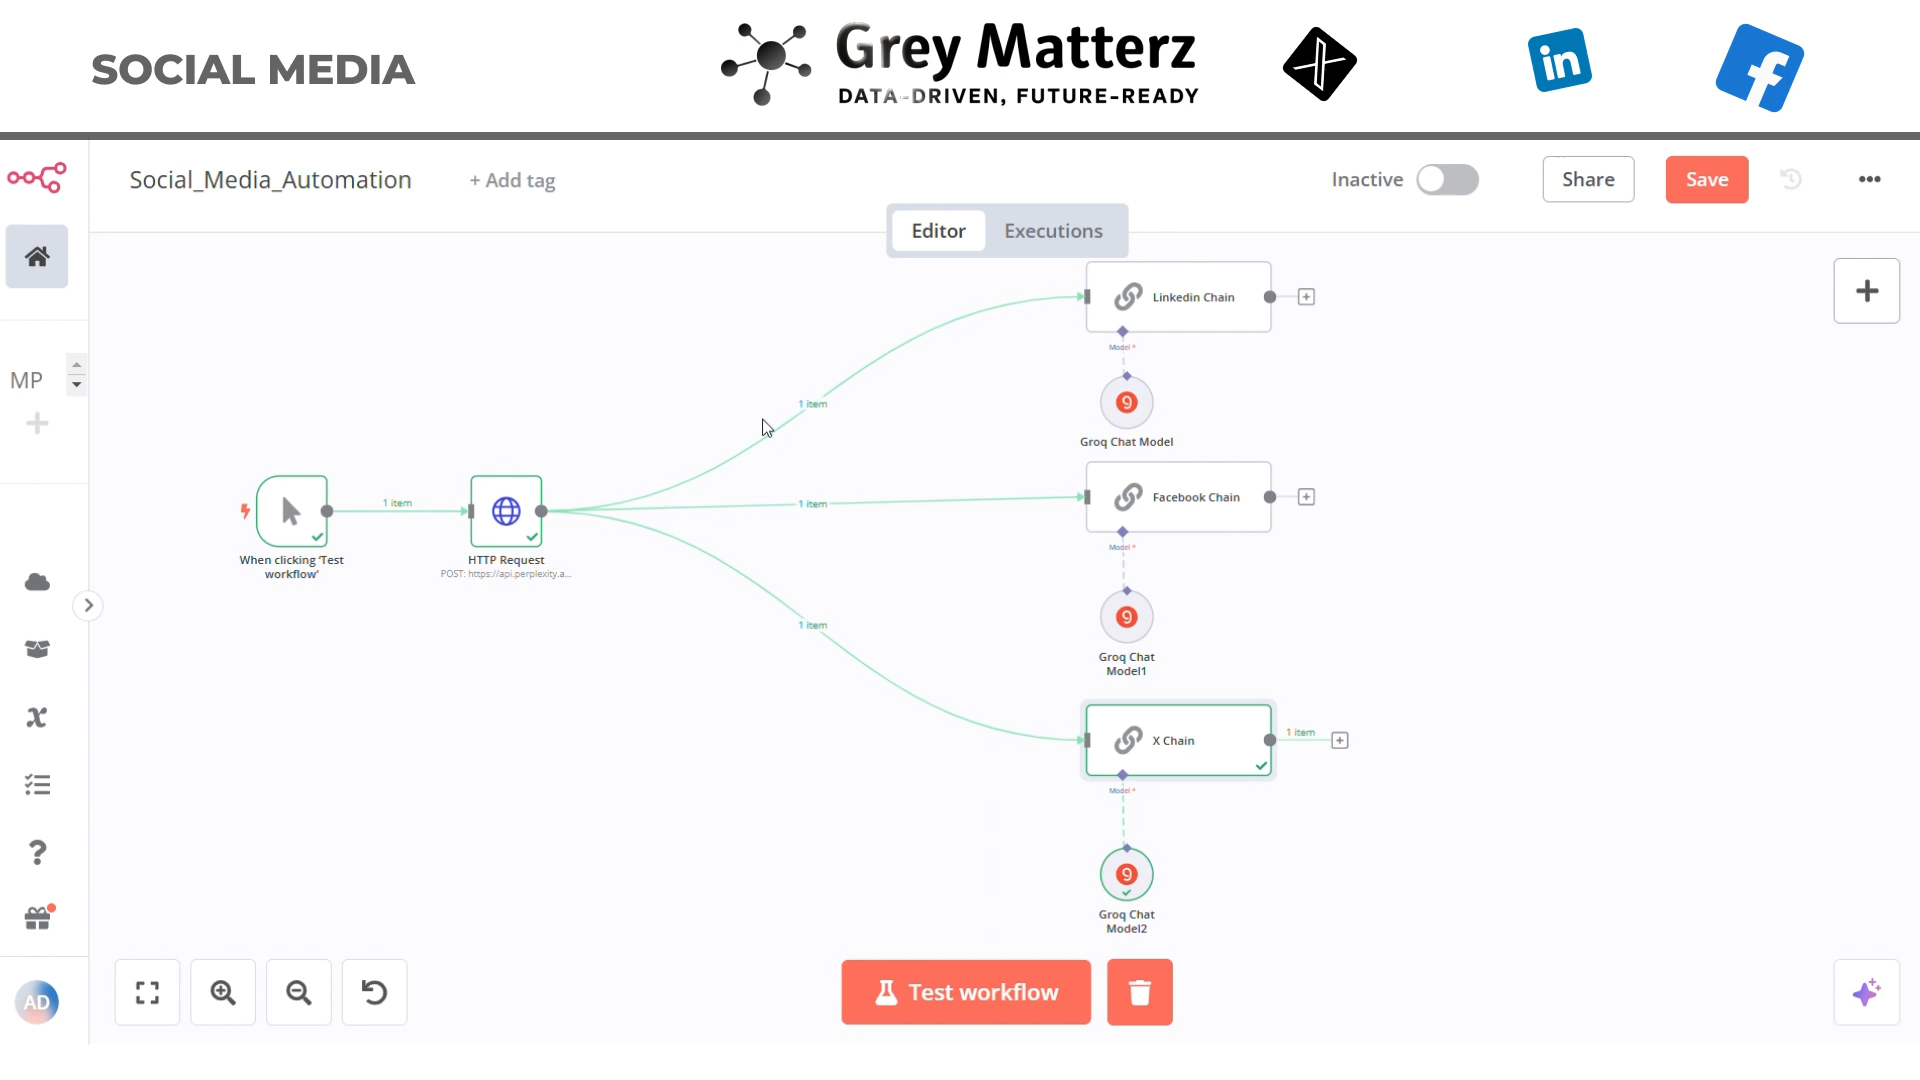 SOCIAL MEDIA
Grey Matterz
DATA-DRIVEN, FUTURE-READY
in
Social_Media_Automation
+ Add tag
Inactive
Share
Save
Editor
Executions
MP
Linkedin Chain
Model *
Groq Chat Model
1 item
1 item
When clicking ‘Test
workflow’
HTTP Request
POST: https://api.perplexity.a...
1 item
Facebook Chain
Model *
Groq Chat
Model1
1 item
X Chain
1 item
Model *
Groq Chat
Model2
AD
Test workflow